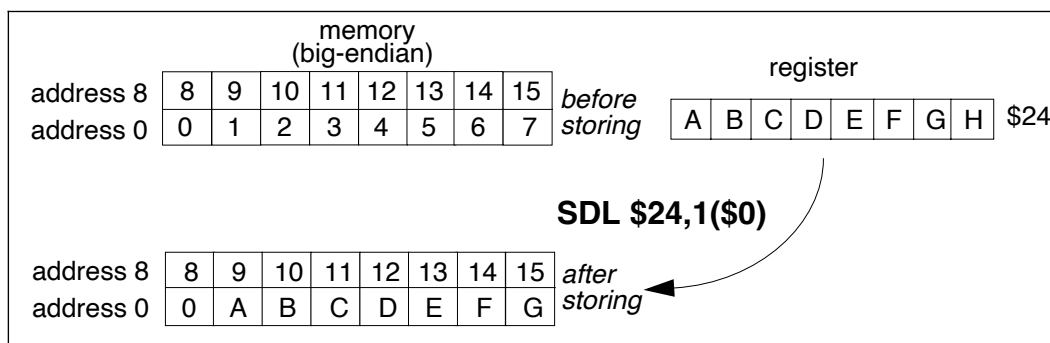 memory
(big-endian)
register
address 8 8 9 10 11 12 13 14 15 before
address 0 0 1 2 3 4 5 6 7 storing
A B C D E F G H $24
SDL $24,1($0)
address 8 8 9 10 11 12 13 14 15 after
address 0 0 A B C D E F G storing